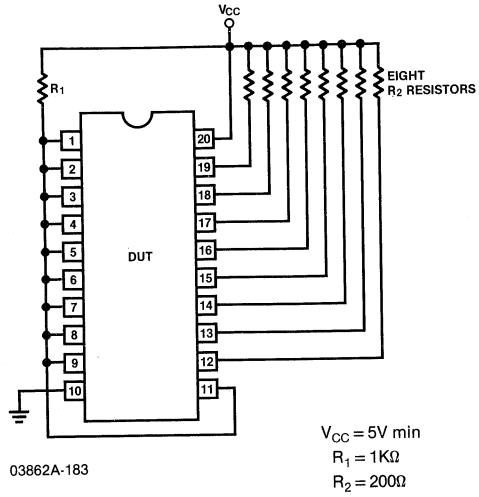 VCC
R1
EIGHT
R2 RESISTORS
1
20
2
19
3
18
4
17
5
16
DUT
6
15
7
14
8
13
9
12
10
11
VCC = 5V min
R1 = 1KΩ
R2 = 200Ω
03862A-183